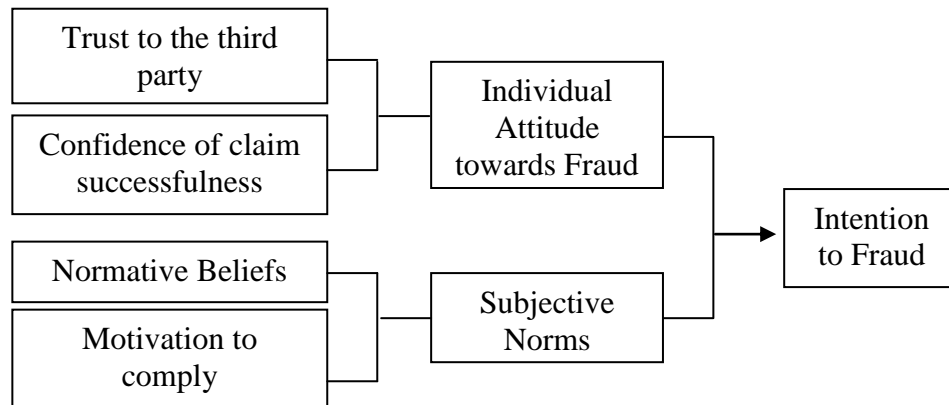 Trust to the third
party
Confidence of claim
successfulness
Normative Beliefs
Motivation to
comply
Individual
Attitude
towards Fraud
Subjective
Norms
Intention
to Fraud